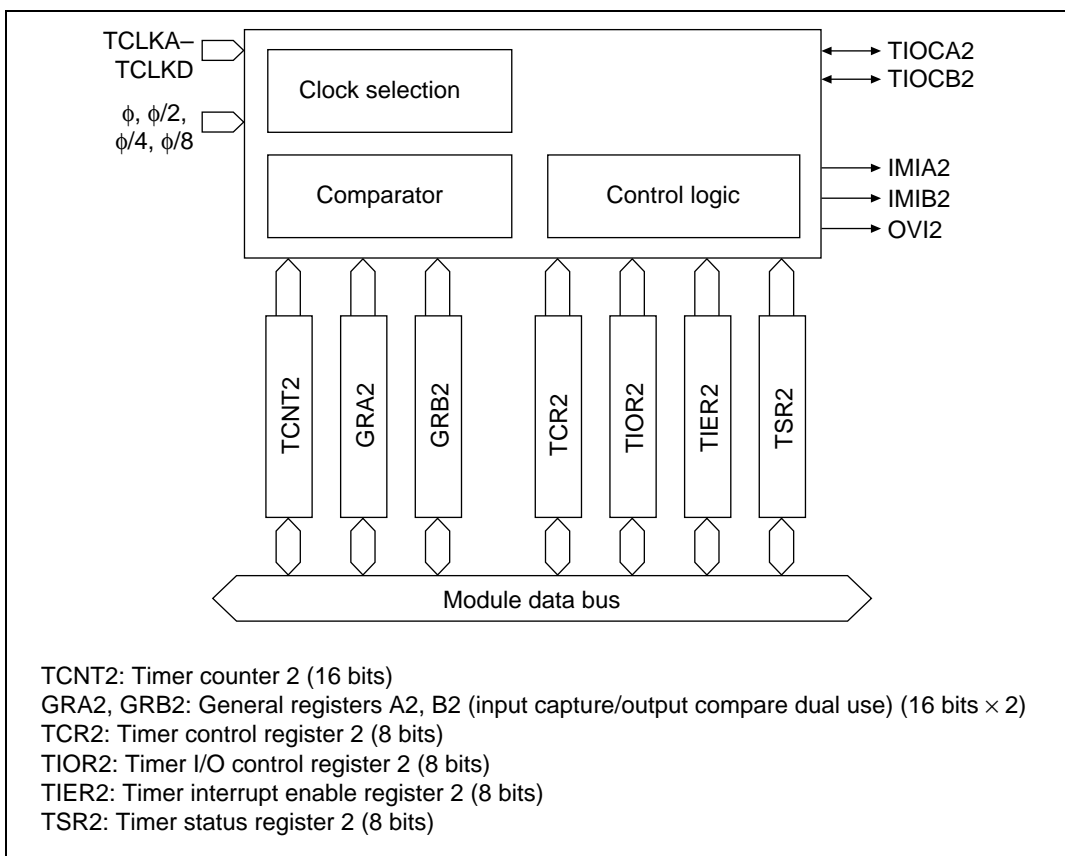 TCLKA–
TCLKD
ϕ, ϕ/2,
ϕ/4, ϕ/8
Clock selection
Comparator
Control logic
TIOCA2
TIOCB2
IMIA2
IMIB2
OVI2
TCNT2
GRA2
GRB2
TCR2
TIOR2
TIER2
TSR2
Module data bus
TCNT2: Timer counter 2 (16 bits)
GRA2, GRB2: General registers A2, B2 (input capture/output compare dual use) (16 bits × 2)
TCR2: Timer control register 2 (8 bits)
TIOR2: Timer I/O control register 2 (8 bits)
TIER2: Timer interrupt enable register 2 (8 bits)
TSR2: Timer status register 2 (8 bits)